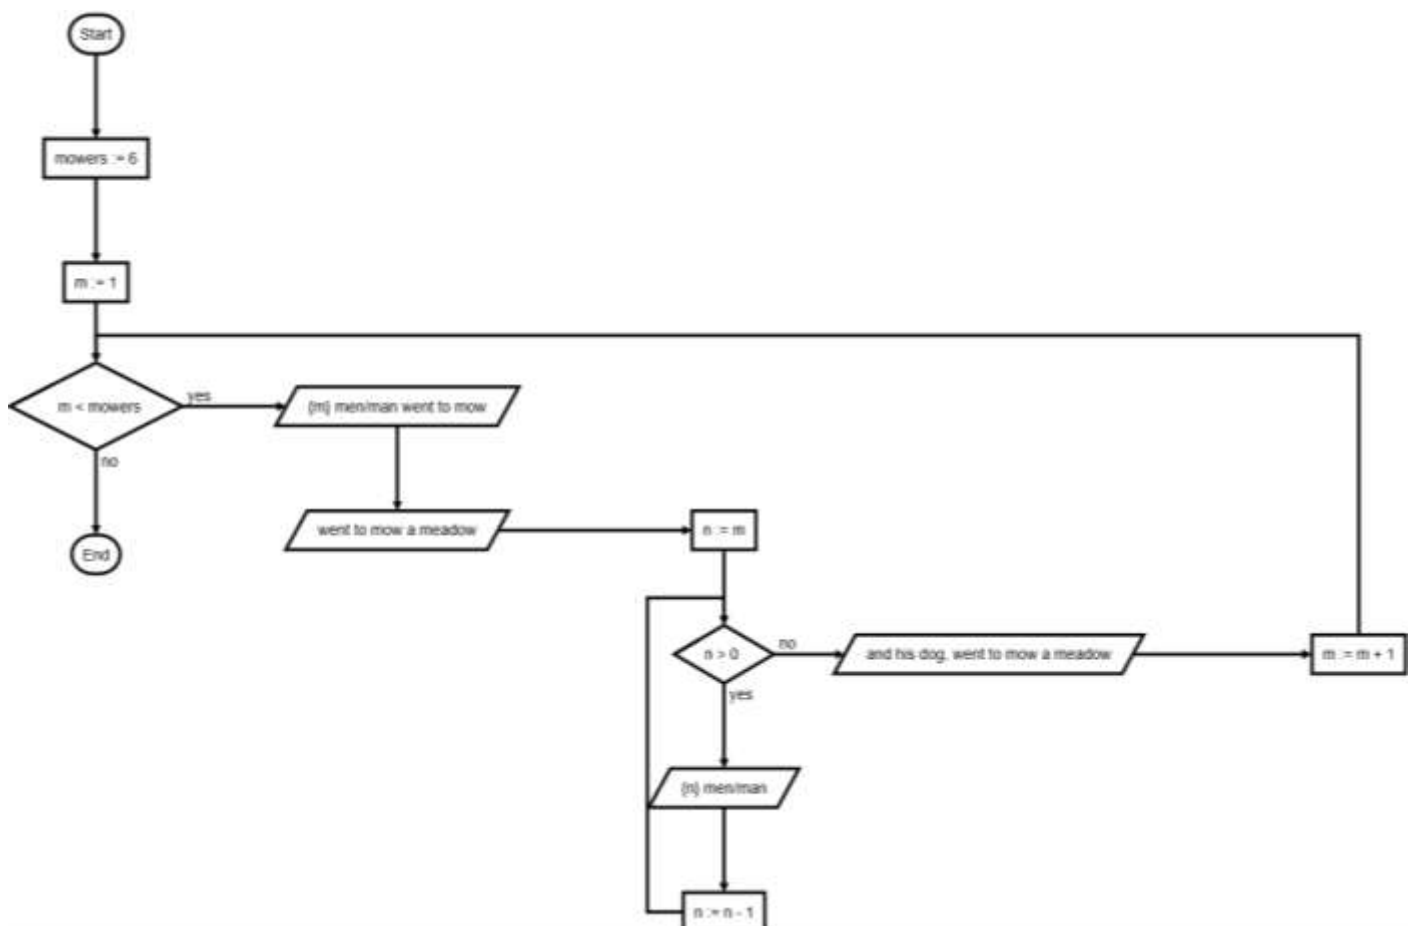 Start
mowers := 6
m := 1
m < mowers
yes
no
End
{m} men/man went to mow
went to mow a meadow
n := m
n > 0
no
yes
and his dog, went to mow a meadow
m := m + 1
{n} men/man
n := n - 1